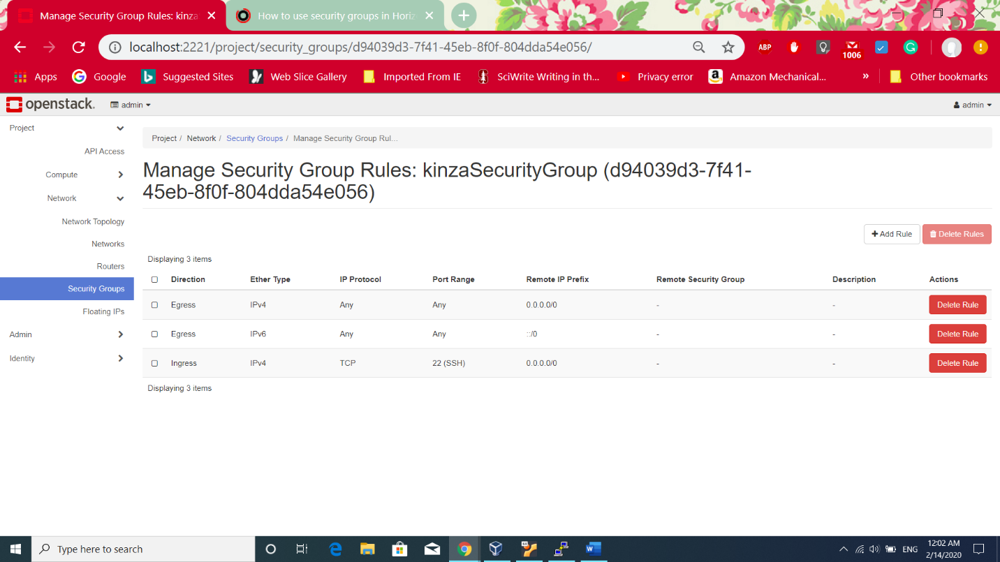 Manage Security Group Rules: kinza
How to use security groups in Horiz
localhost:2221/project/security_groups/d94039d3-7f41-45eb-8f0f-804dda54e056/
ABP
1006
Apps
Google
Suggested Sites
Web Slice Gallery
Imported From IE
SciWrite Writing in th...
Privacy error
Amazon Mechanical...
»
Other bookmarks
openstack.
admin
admin
Project
API Access
Compute
Network
Network Topology
Networks
Routers
Security Groups
Floating IPs
Admin
Identity
Project / Network / Security Groups / Manage Security Group Rul...
Manage Security Group Rules: kinzaSecurityGroup (d94039d3-7f41-
45eb-8f0f-804dda54e056)
+ Add Rule
Delete Rules
Displaying 3 items
Direction Ether Type IP Protocol Port Range Remote IP Prefix Remote Security Group Description Actions
Egress IPv4 Any Any 0.0.0.0/0 - - Delete Rule
Egress IPv6 Any Any ::/0 - - Delete Rule
Ingress IPv4 TCP 22 (SSH) 0.0.0.0/0 - - Delete Rule
Displaying 3 items
Type here to search
ENG
12:02 AM
2/14/2020